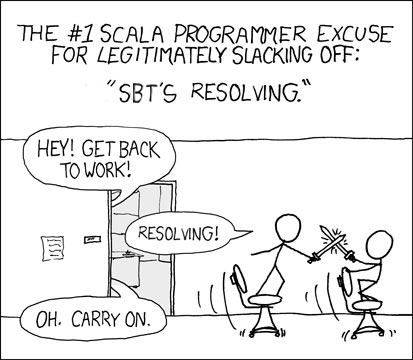 THE #1 SCALA PROGRAMMER EXCUSE
FOR LEGITIMATELY SLACKING OFF:
"SBT'S RESOLVING."
HEY! GET BACK
TO WORK!
RESOLVING!
OH. CARRY ON.